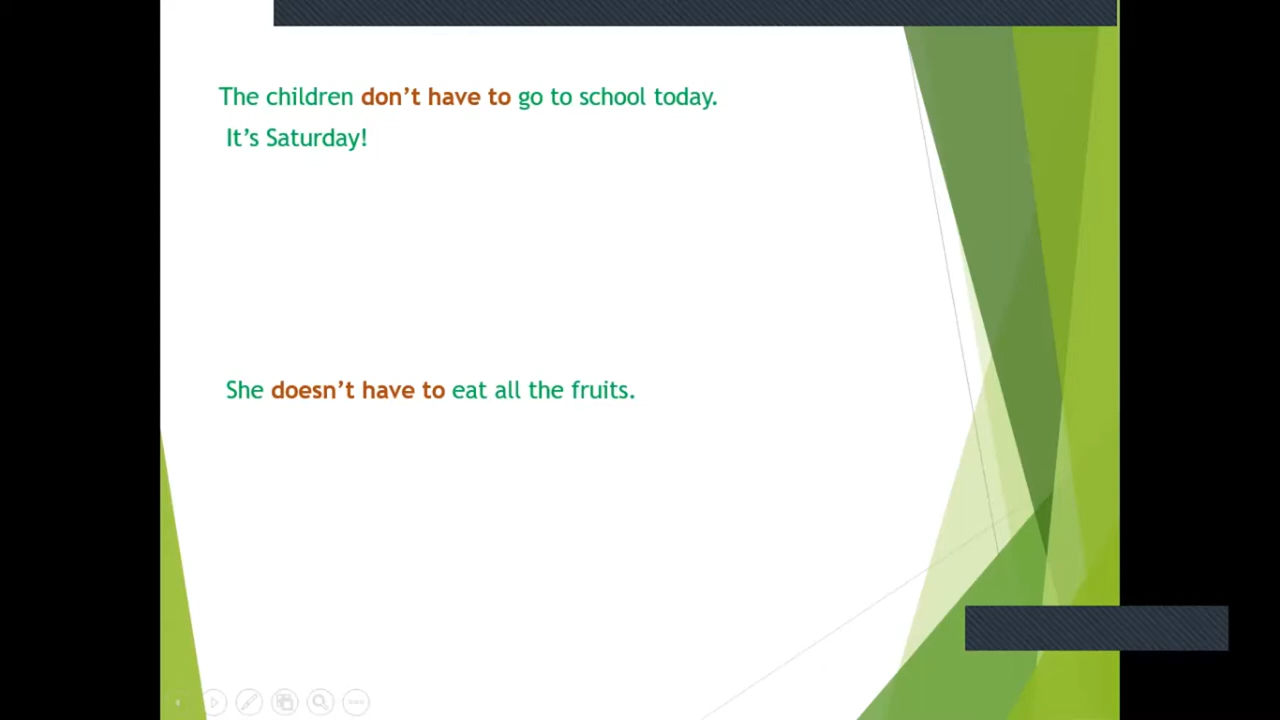 The children don’t have to go to school today.
It’s Saturday!
She doesn’t have to eat all the fruits.